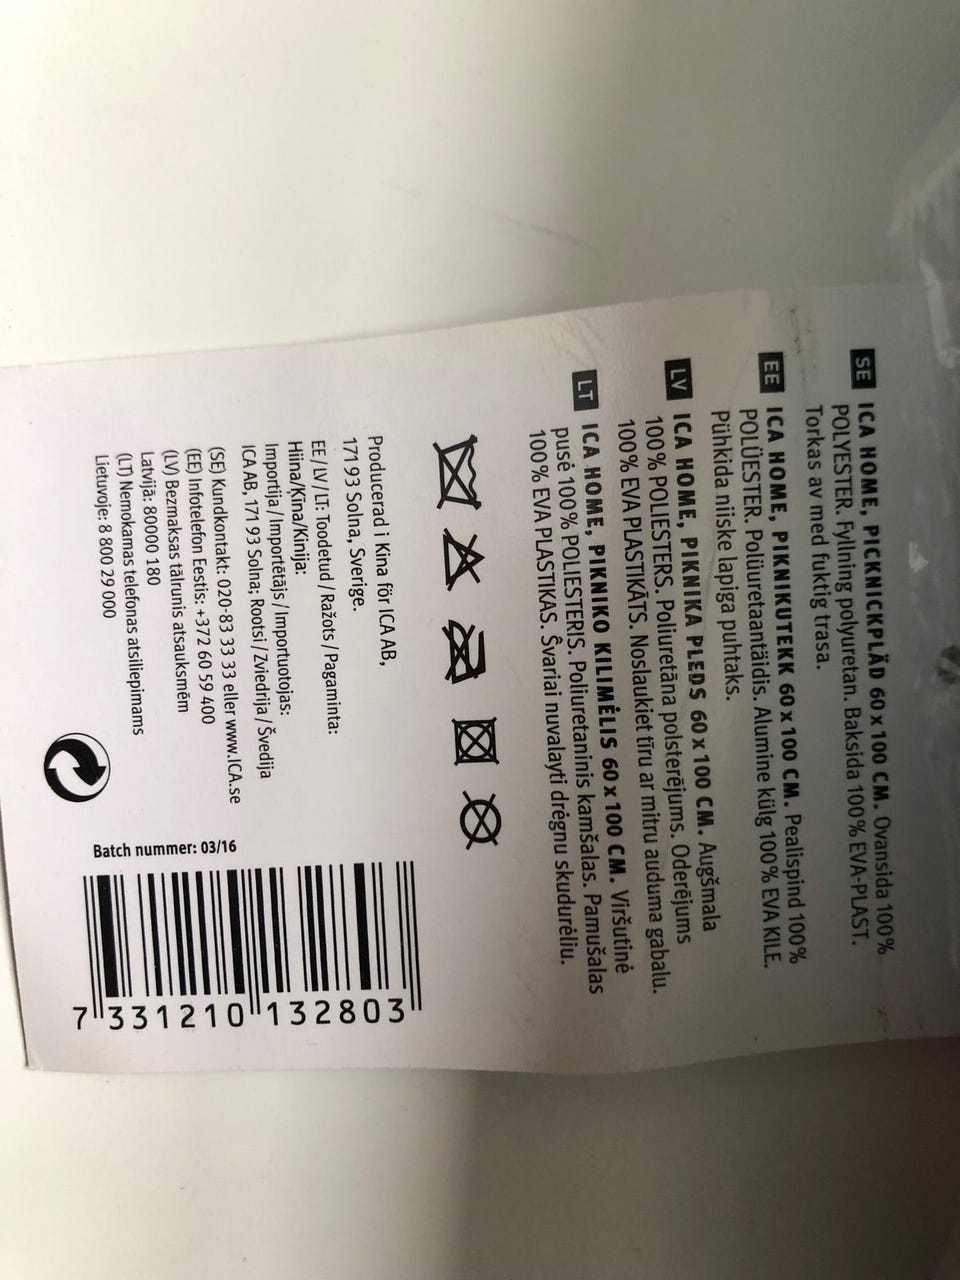 SE ICA HOME, PICKNICKPLÄD 60 x 100 CM. Ovansida 100%
POLYESTER. Fyllning polyuretan. Baksida 100% EVA-PLAST.
Torkas av med fuktig trasa.
EE ICA HOME, PIKNIKUTEKK 60 x 100 CM. Pealispind 100%
POLÜESTER. Polüuretaantäidis. Alumine külg 100% EVA KILE.
Pühkida niiske lapiga puhtaks.
LV ICA HOME, PIKNIKA PLEDS 60 x 100 CM. Augšmala
100% POLIESTERS. Poliuretāna polsterējums. Oderējums
100% EVA PLASTIKĀTS. Noslaukiet tīru ar mitru auduma gabalu.
LT ICA HOME, PIKNIKO KILIMĖLIS 60 x 100 CM. Viršutinė
pusė 100% POLIESTERIS. Poliuretaninis kamšalas. Pamušalas
100% EVA PLASTIKAS. Švariai nuvalayti drėgnu skudurėliu.
Producerad i Kina för ICA AB,
171 93 Solna, Sverige.
EE / LV / LT: Toodetud / Ražots / Pagaminta:
Hiina/Ķīna/Kinija:
Importija / Importētājs / Importuotojas:
ICA AB, 171 93 Solna; Rootsi / Zviedrija / Švedija
(SE) Kundkontakt: 020-83 33 33 eller www.ICA.se
(EE) Infotelefon Eestis: +372 60 59 400
(LV) Bezmaksas tālrunis atsauksmēm
Latvijā: 80000 180
(LT) Nemokamas telefonas atsiliepimams
Lietuvoje: 8 800 29 000
Batch nummer: 03/16
7 331210 132803